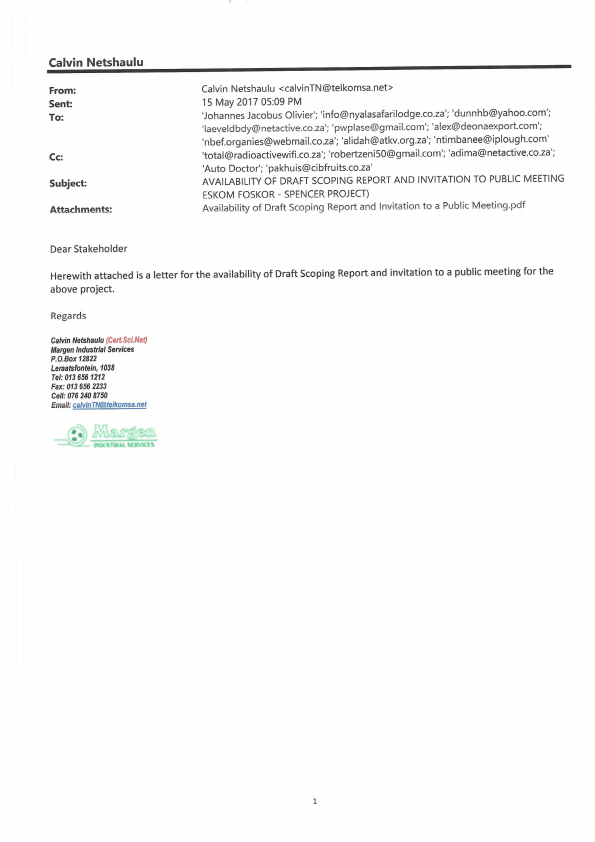 Calvin Netshaulu
From: Calvin Netshaulu <calvinTN@telkomsa.net>
Sent: 15 May 2017 05:09 PM
To: 'Johannes Jacobus Olivier'; 'info@nyalasafarilodge.co.za'; 'dunnhb@yahoo.com';
'laeveldbdy@netactive.co.za'; 'pwplase@gmail.com'; 'alex@deonaexport.com';
'nbef.organies@webmail.co.za'; 'alidah@atkv.org.za'; 'ntimbanee@iplough.com'
Cc: 'total@radioactivewifi.co.za'; 'robertzeni50@gmail.com'; 'adima@netactive.co.za';
'Auto Doctor'; 'pakhuis@cibfruits.co.za'
Subject: AVAILABILITY OF DRAFT SCOPING REPORT AND INVITATION TO PUBLIC MEETING
ESKOM FOSKOR - SPENCER PROJECT)
Attachments: Availability of Draft Scoping Report and Invitation to a Public Meeting.pdf
Dear Stakeholder
Herewith attached is a letter for the availability of Draft Scoping Report and invitation to a public meeting for the
above project.
Regards
Calvin Netshaulu (Cert.Sci.Nat)
Margen Industrial Services
P.O.Box 12822
Leraatsfontein, 1038
Tel: 013 656 1212
Fax: 013 656 2233
Cell: 076 240 8750
Email: calvinTN@telkomsa.net
Margen
INDUSTRIAL SERVICES
1